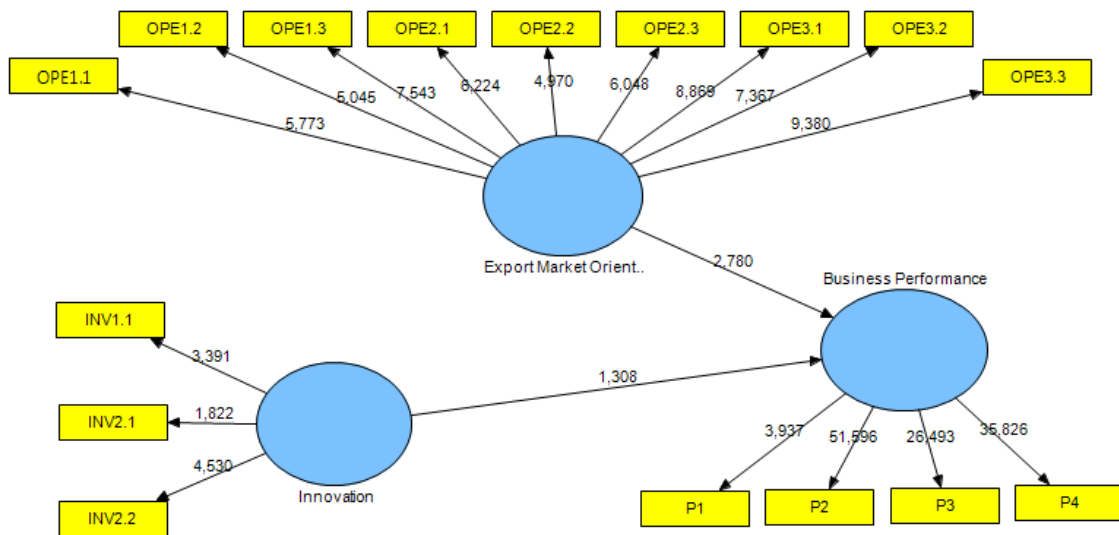 OPE1.2
OPE1.3
OPE2.1
OPE2.2
OPE2.3
OPE3.1
OPE3.2
OPE1.1
OPE3.3
5,773
5,045
7,543
6,224
4,970
6,048
8,869
7,367
9,380
Export Market Orient..
2,780
Business Performance
INV1.1
3,391
INV2.1
1,822
INV2.2
4,530
Innovation
1,308
3,937
51,596
26,493
35,826
P1
P2
P3
P4